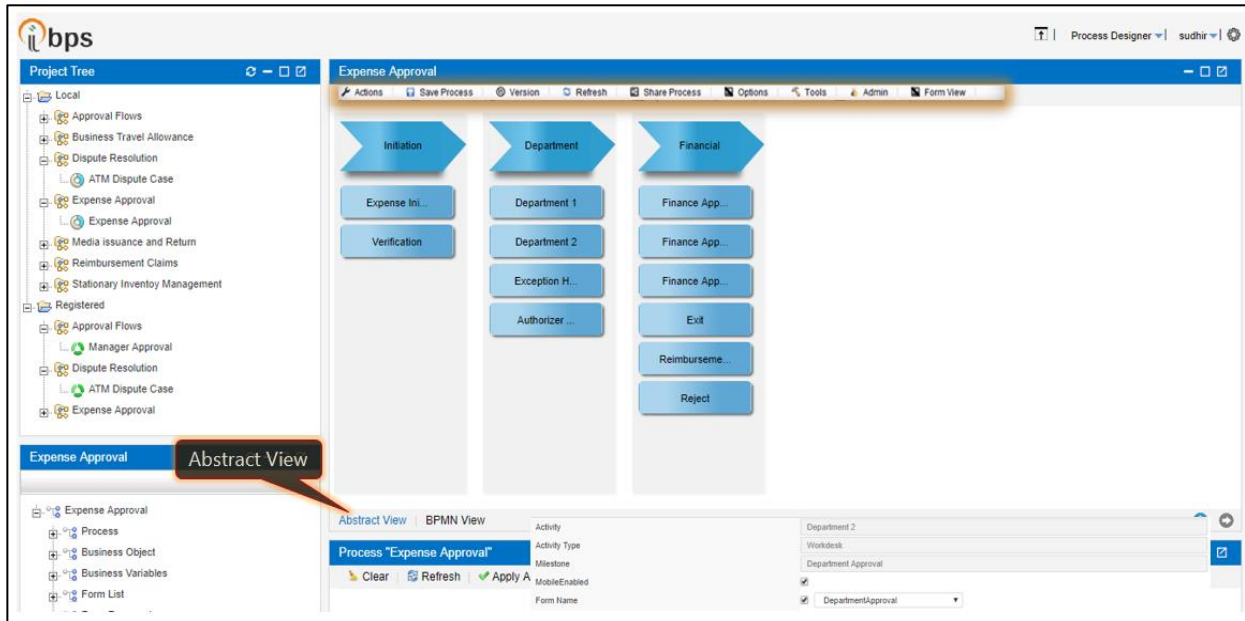 ibps
Process Designer
sudhir
Project Tree
Local
Approval Flows
Business Travel Allowance
Dispute Resolution
ATM Dispute Case
Expense Approval
Expense Approval
Media issuance and Return
Reimbursement Claims
Stationary Inventoy Management
Registered
Approval Flows
Manager Approval
Dispute Resolution
ATM Dispute Case
Expense Approval
Expense Approval
Abstract View
Expense Approval
Process
Business Object
Business Variables
Form List
Expense Approval
Actions Save Process Version Refresh Share Process Options Tools Admin Form View
Initiation Department Financial
Expense Ini... Department 1 Finance App...
Verification Department 2 Finance App...
Exception H... Finance App...
Authorizer ... Exit
Reimburseme...
Reject
Abstract View BPMN View
Process "Expense Approval"
Clear Refresh Apply A
Activity Department 2
Activity Type Workdesk
Milestone Department Approval
MobileEnabled
Form Name DepartmentApproval